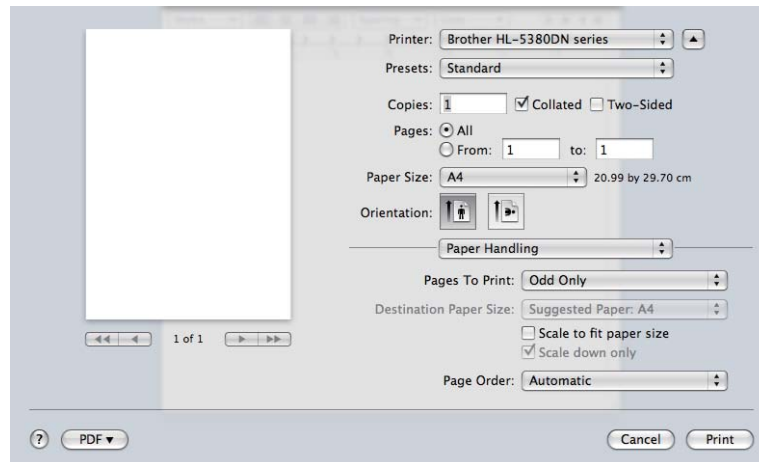 Printer: Brother HL-5380DN series
Presets: Standard
Copies: 1 Collated Two-Sided
Pages: All
From: 1 to: 1
Paper Size: A4 20.99 by 29.70 cm
Orientation:
Paper Handling
Pages To Print: Odd Only
Destination Paper Size: Suggested Paper: A4
Scale to fit paper size
Scale down only
1 of 1
Page Order: Automatic
? PDF Cancel Print